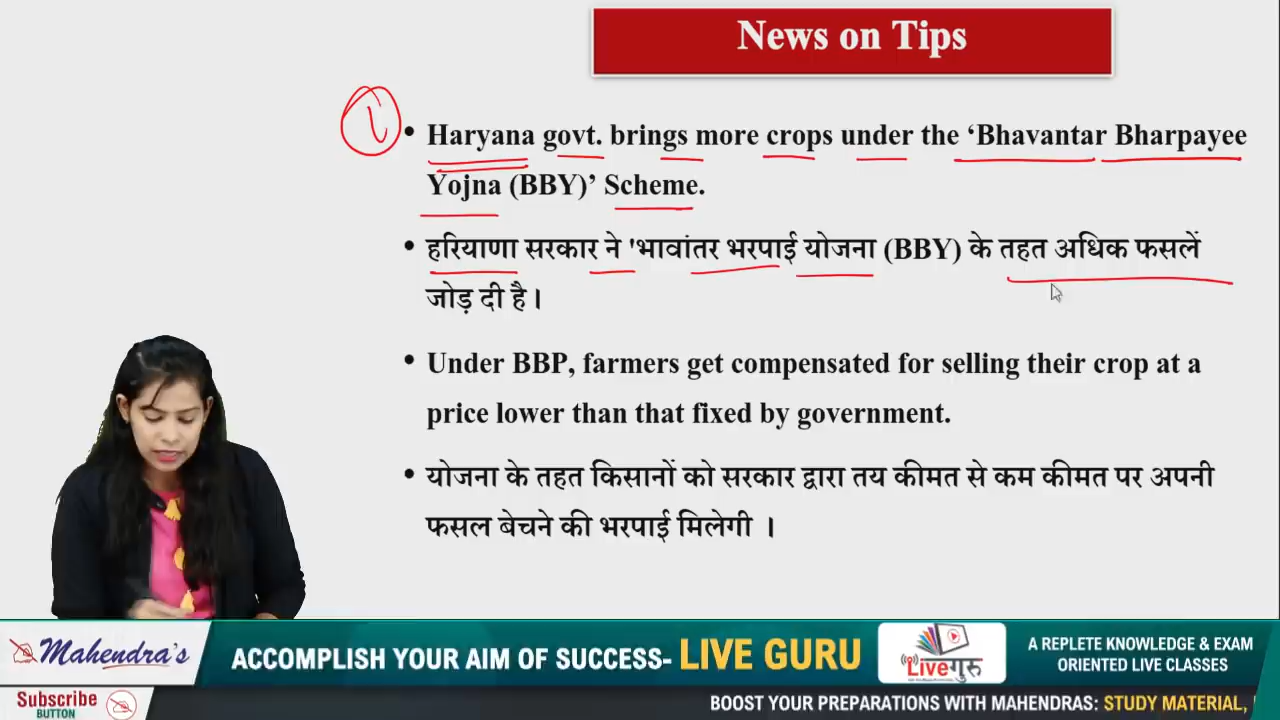 News on Tips
1
• Haryana govt. brings more crops under the ‘Bhavantar Bharpayee
Yojna (BBY)’ Scheme.
• हरियाणा सरकार ने 'भावांतर भरपाई योजना (BBY) के तहत अधिक फसलें
जोड़ दी है।
• Under BBP, farmers get compensated for selling their crop at a
price lower than that fixed by government.
• योजना के तहत किसानों को सरकार द्वारा तय कीमत से कम कीमत पर अपनी
फसल बेचने की भरपाई मिलेगी ।
Mahendra's
ACCOMPLISH YOUR AIM OF SUCCESS- LIVE GURU
Liveगुरु
A REPLETE KNOWLEDGE & EXAM
ORIENTED LIVE CLASSES
Subscribe
BUTTON
BOOST YOUR PREPARATIONS WITH MAHENDRAS: STUDY MATERIAL,